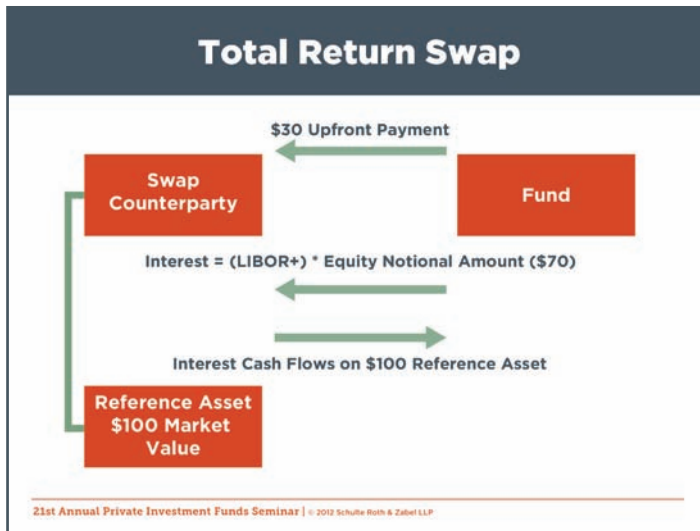 Total Return Swap
$30 Upfront Payment
Swap
Counterparty
Fund
Interest = (LIBOR+) * Equity Notional Amount ($70)
Interest Cash Flows on $100 Reference Asset
Reference Asset
$100 Market
Value
21st Annual Private Investment Funds Seminar | © 2012 Schulte Roth & Zabel LLP